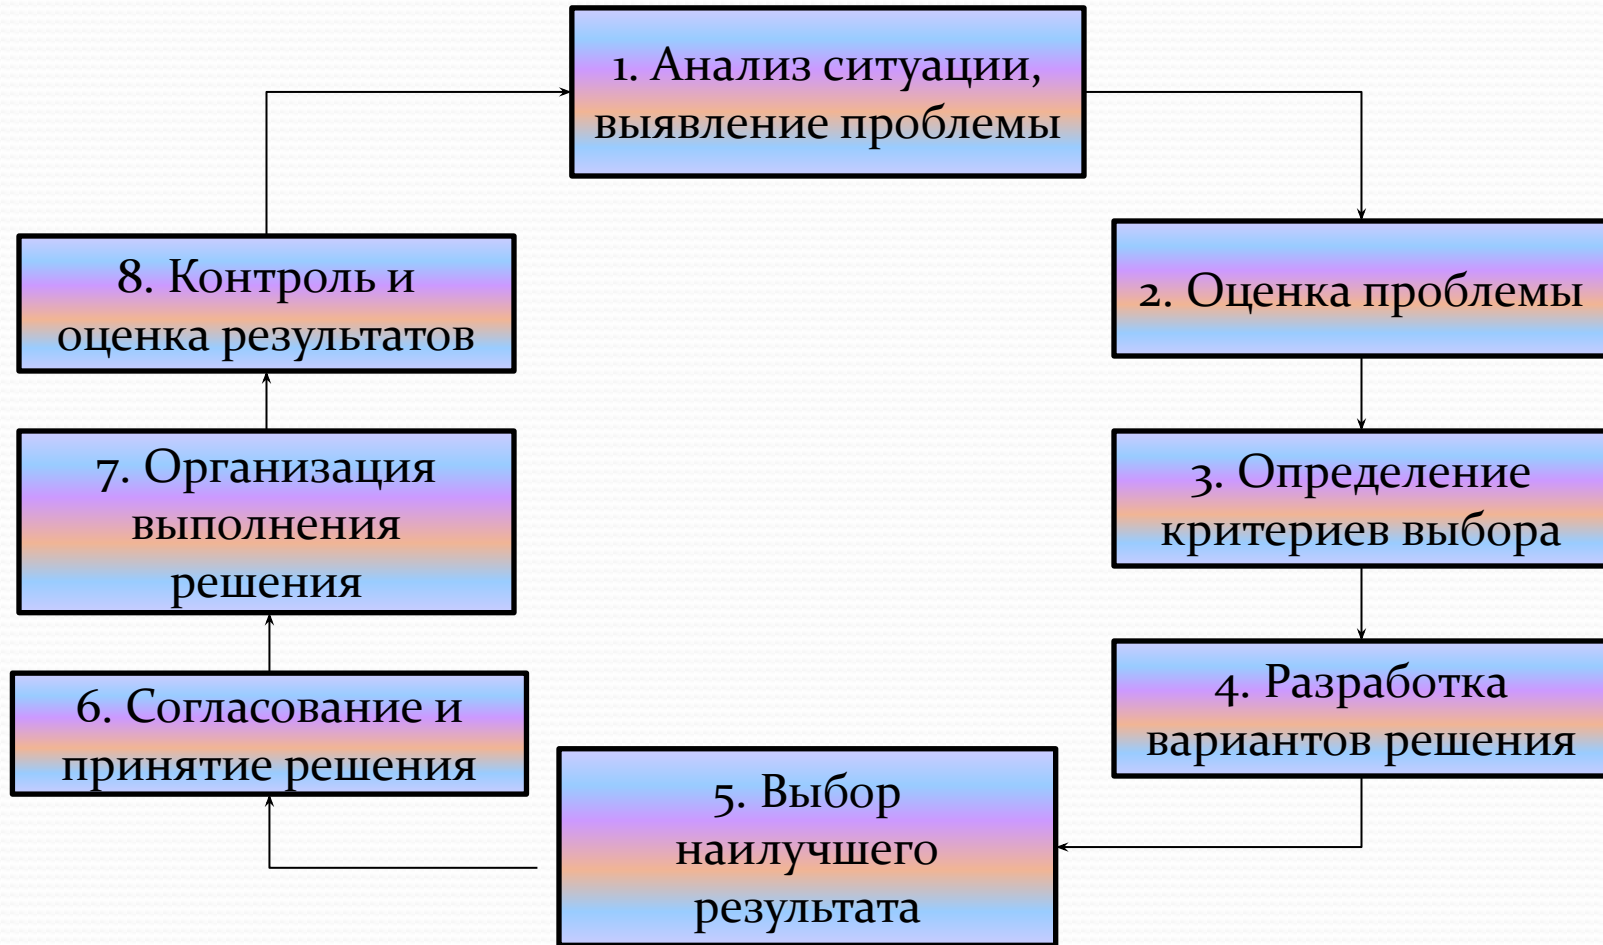 1. Анализ ситуации,
выявление проблемы
2. Оценка проблемы
3. Определение
критериев выбора
4. Разработка
вариантов решения
5. Выбор
наилучшего
результата
6. Согласование и
принятие решения
7. Организация
выполнения
решения
8. Контроль и
оценка результатов